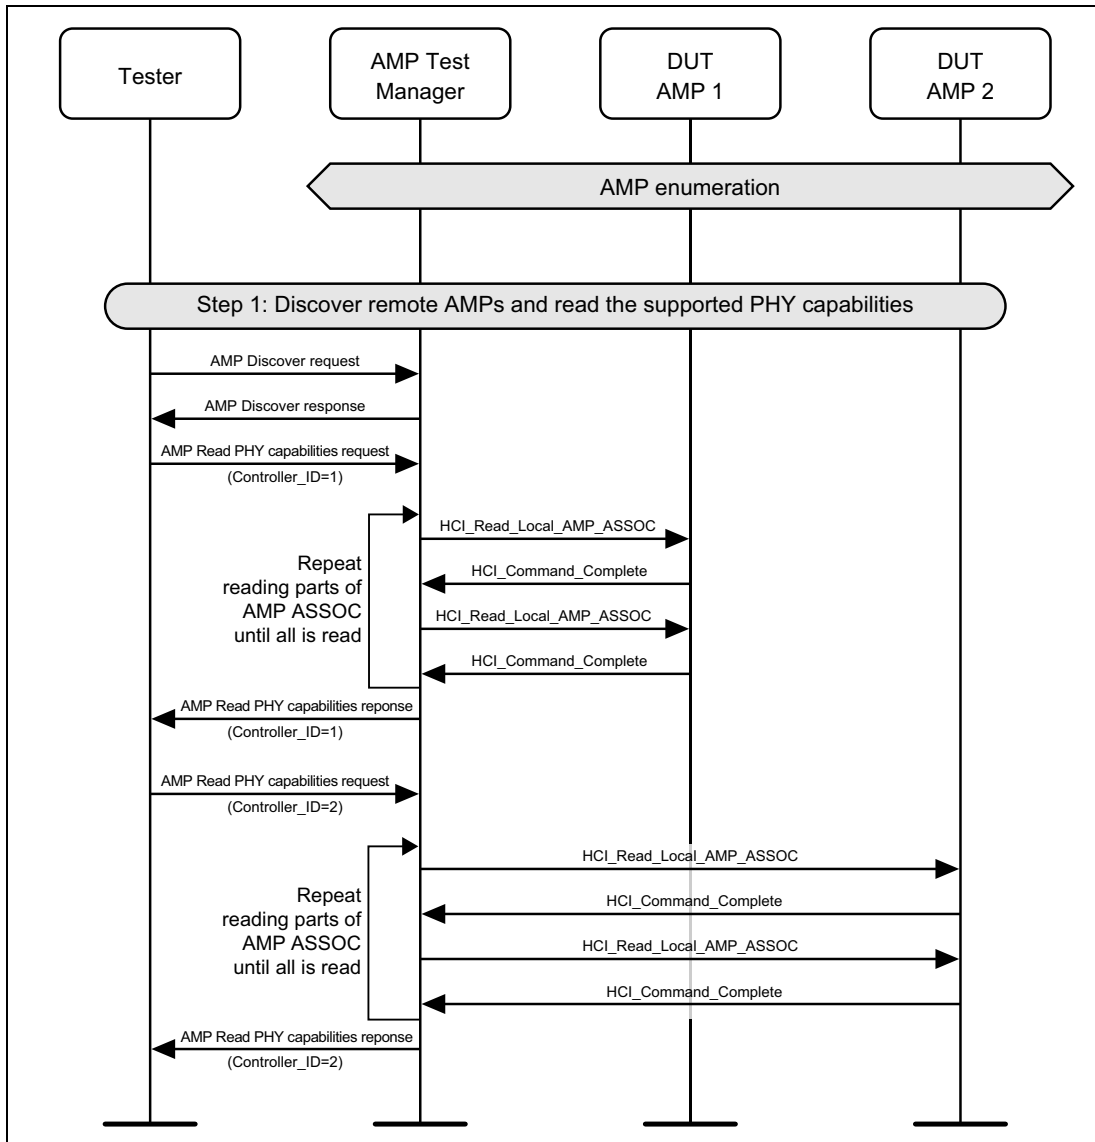 Tester
AMP Test
Manager
DUT
AMP 1
DUT
AMP 2
AMP enumeration
Step 1: Discover remote AMPs and read the supported PHY capabilities
AMP Discover request
AMP Discover response
AMP Read PHY capabilities request
(Controller_ID=1)
HCI_Read_Local_AMP_ASSOC
HCI_Command_Complete
HCI_Read_Local_AMP_ASSOC
HCI_Command_Complete
Repeat
reading parts of
AMP ASSOC
until all is read
AMP Read PHY capabilities reponse
(Controller_ID=1)
AMP Read PHY capabilities request
(Controller_ID=2)
HCI_Read_Local_AMP_ASSOC
HCI_Command_Complete
HCI_Read_Local_AMP_ASSOC
HCI_Command_Complete
Repeat
reading parts of
AMP ASSOC
until all is read
AMP Read PHY capabilities reponse
(Controller_ID=2)